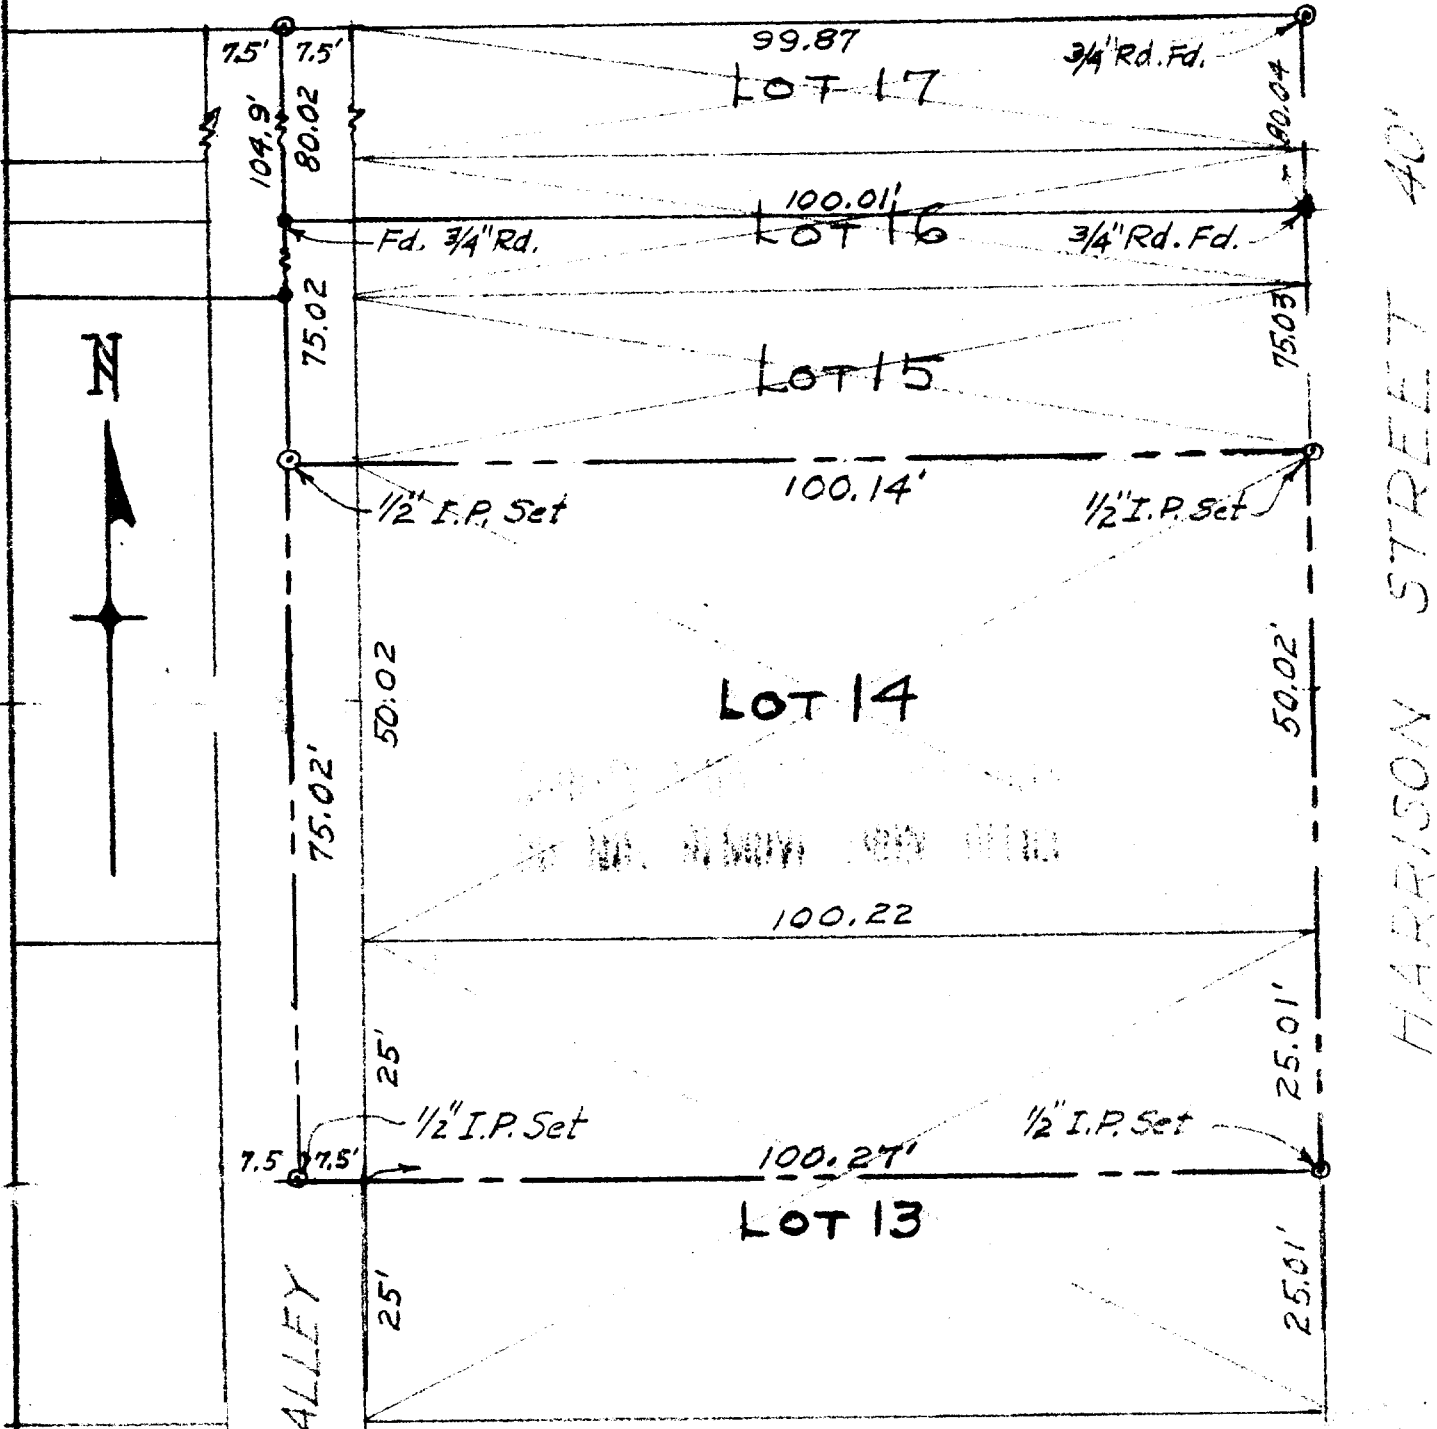 7.5' 7.5'
99.87
3/4" Rd. Fd.
LOT 17
104.9'
80.02
80.04
100.01'
LOT 16
Fd. 3/4" Rd.
3/4" Rd. Fd.
75.02
75.03
N
LOT 15
100.14'
1/2" I.P. Set
1/2" I.P. Set
HARRISON STREET 40'
50.02
50.02'
LOT 14
75.02'
NOT REMOVE
100.22
25'
25.01'
1/2" I.P. Set
1/2" I.P. Set
7.5 7.5'
100.27'
LOT 13
25'
25.01'
ALLEY